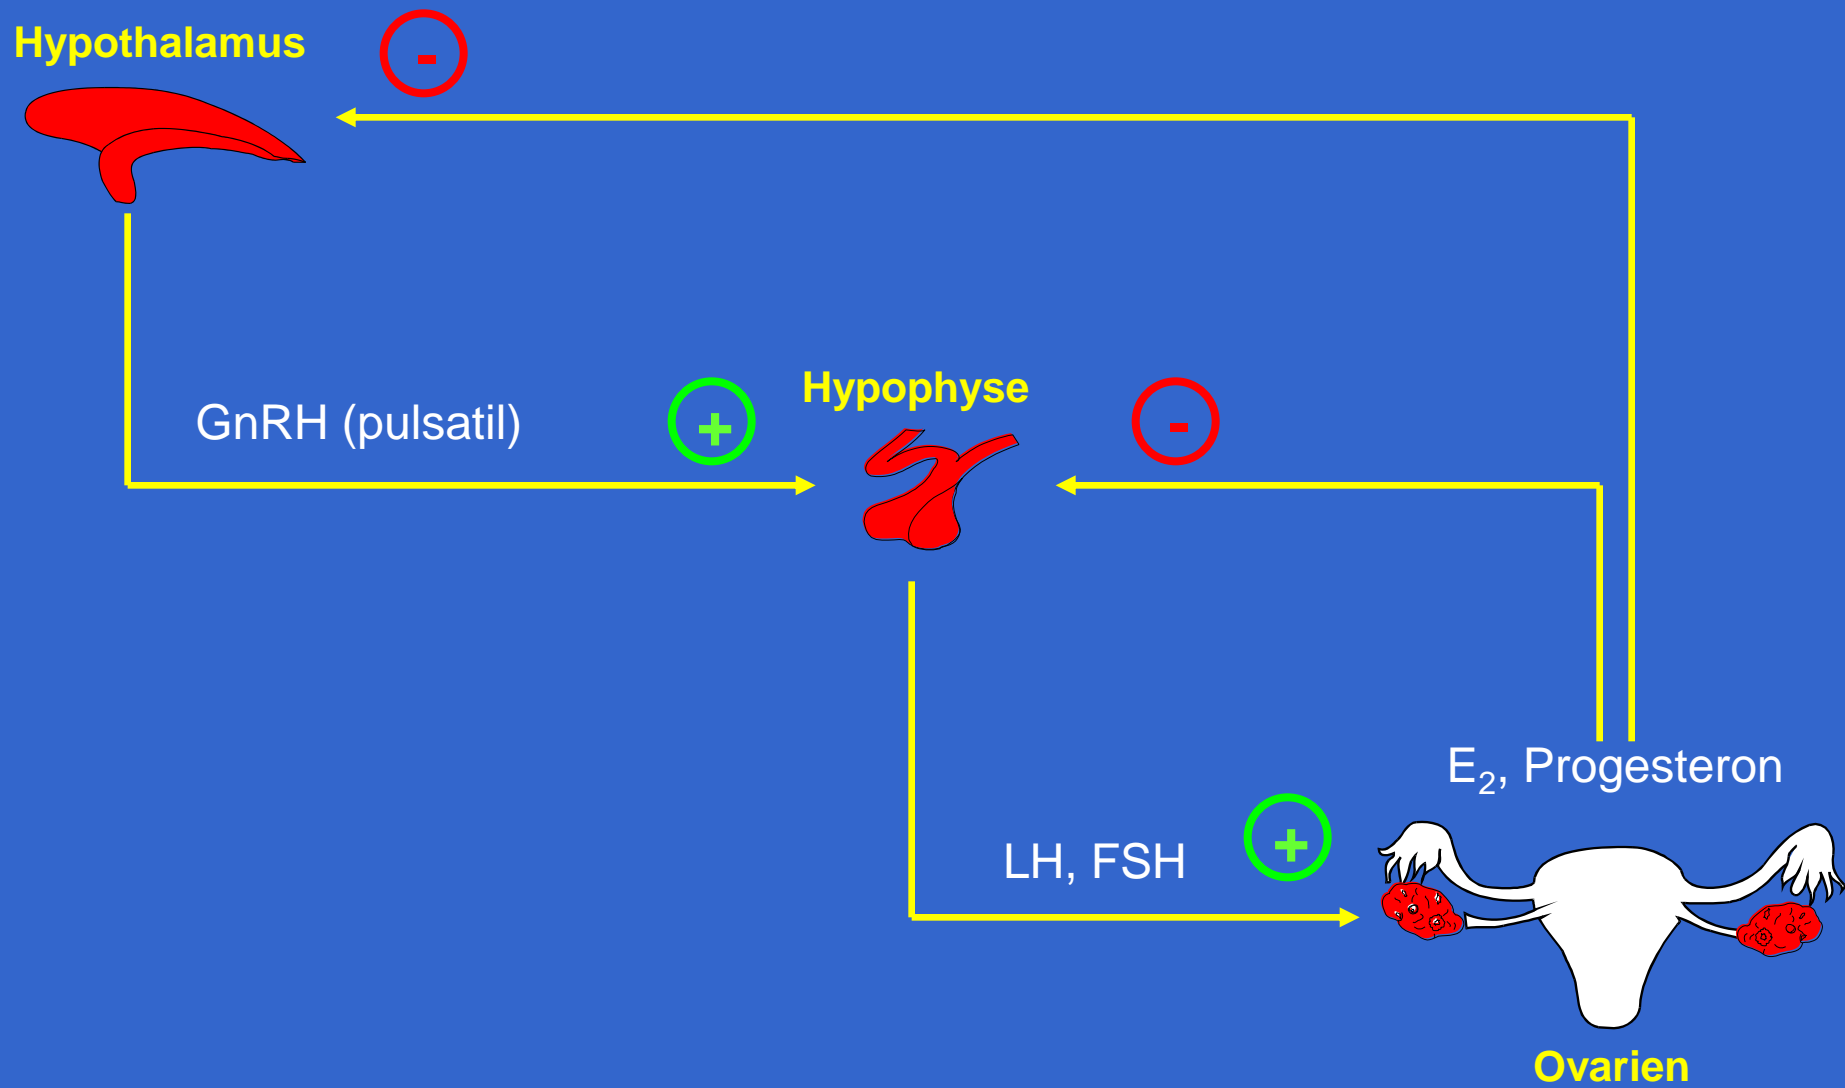 Hypothalamus
-
GnRH (pulsatil)
+
Hypophyse
-
E₂, Progesteron
LH, FSH
+
Ovarien